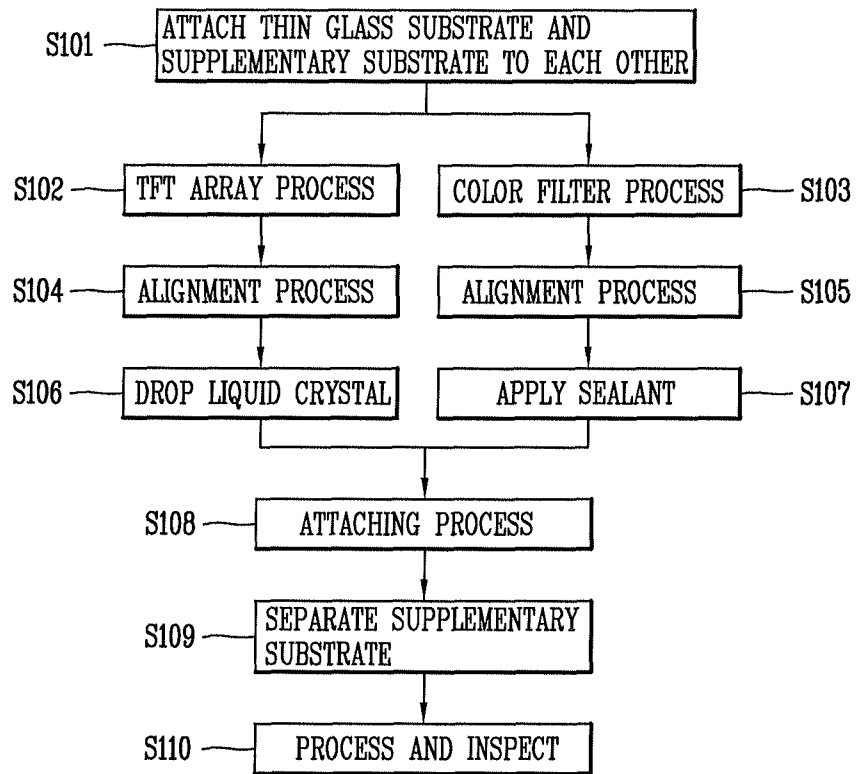 S101
ATTACH THIN GLASS SUBSTRATE AND
SUPPLEMENTARY SUBSTRATE TO EACH OTHER
S102
TFT ARRAY PROCESS
COLOR FILTER PROCESS
S103
S104
ALIGNMENT PROCESS
ALIGNMENT PROCESS
S105
S106
DROP LIQUID CRYSTAL
APPLY SEALANT
S107
S108
ATTACHING PROCESS
S109
SEPARATE SUPPLEMENTARY
SUBSTRATE
S110
PROCESS AND INSPECT